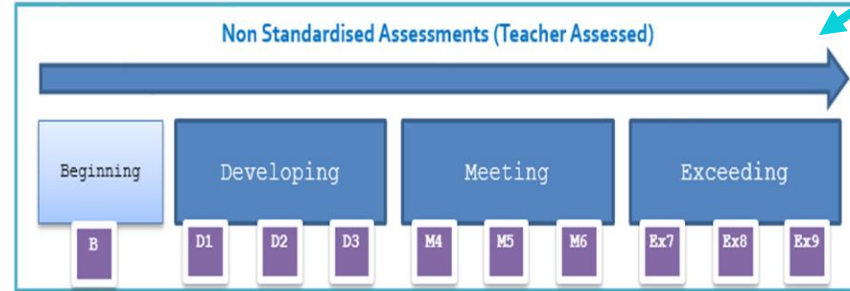 Non Standardised Assessments (Teacher Assessed)
Beginning Developing Meeting Exceeding
B D1 D2 D3 M4 M5 M6 Ex7 Ex8 Ex9